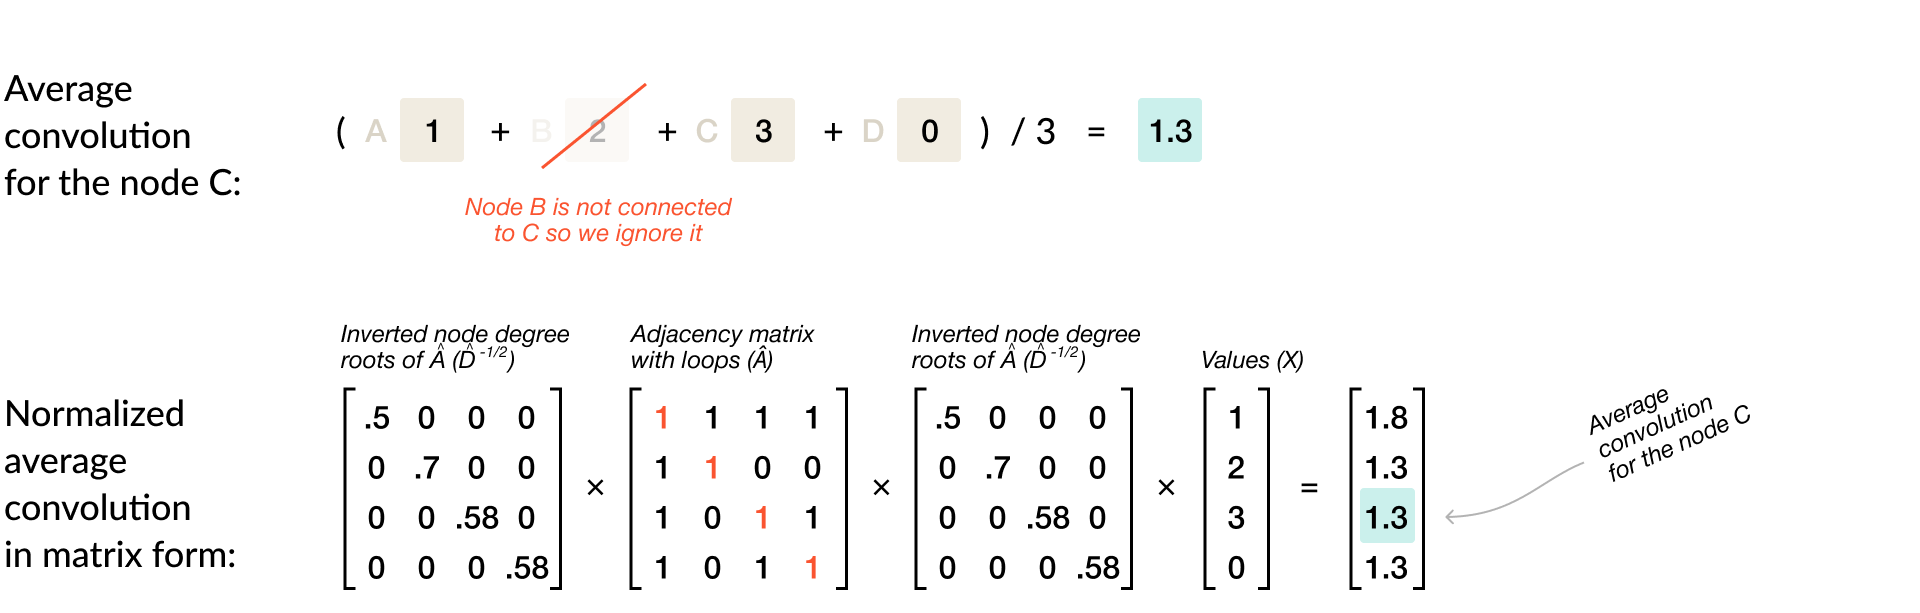 Average
convolution
for the node C:
( A 1 + B 2 + C 3 + D 0 ) / 3 = 1.3
Node B is not connected
to C so we ignore it
Normalized
average
convolution
in matrix form:
Inverted node degree
roots of Â (D̂ -1/2)
.5 0 0 0
0 .7 0 0
0 0 .58 0
0 0 0 .58
×
Adjacency matrix
with loops (Â)
1 1 1 1
1 1 0 0
1 0 1 1
1 0 1 1
×
Inverted node degree
roots of Â (D̂ -1/2)
.5 0 0 0
0 .7 0 0
0 0 .58 0
0 0 0 .58
×
Values (X)
1
2
3
0
=
1.8
1.3
1.3
1.3
Average
convolution
for the node C